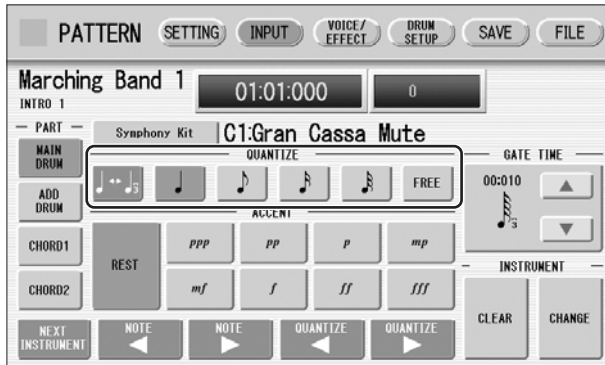 PATTERN SETTING INPUT VOICE/EFFECT DRUM SETUP SAVE FILE
Marching Band 1 01:01:000 0
INTRO 1
PART Symphony Kit C1:Gran Cassa Mute
MAIN DRUM QUANTIZE GATE TIME
3 FREE 00:010
ADD DRUM 3
ACCENT
CHORD1 REST ppp pp p mp
INSTRUMENT
CHORD2 mf f ff fff
CLEAR CHANGE
NEXT INSTRUMENT NOTE NOTE QUANTIZE QUANTIZE